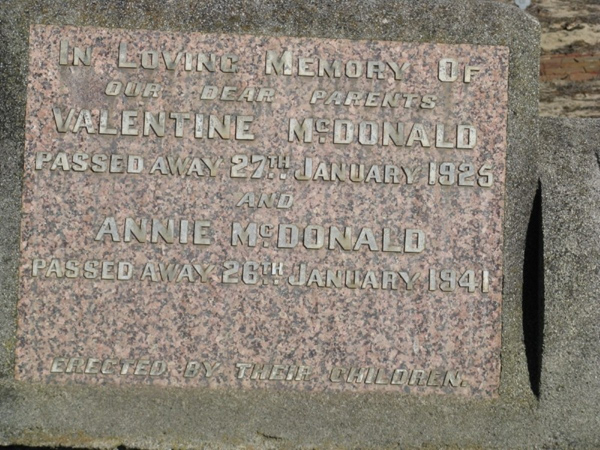 In Loving Memory Of
OUR DEAR PARENTS
VALENTINE McDONALD
PASSED AWAY 27TH JANUARY 1925
AND
ANNIE McDONALD
PASSED AWAY 26TH JANUARY 1941
ERECTED BY THEIR CHILDREN.